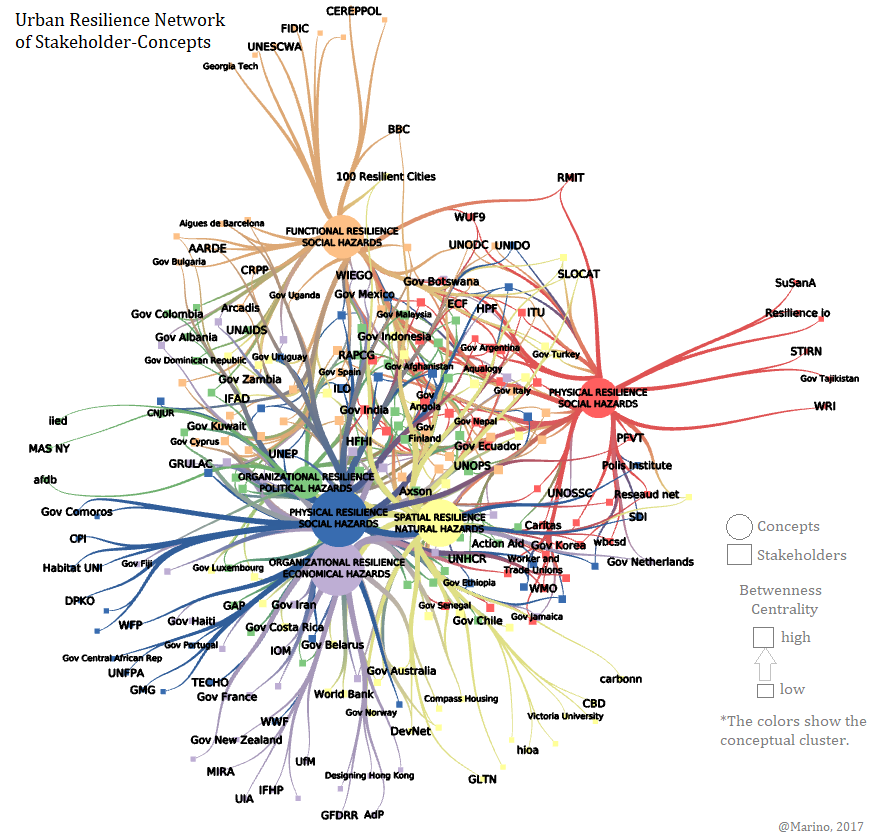 Urban Resilience Network
of Stakeholder-Concepts
CEREPPOL
FIDIC
UNESCWA
Georgia Tech
BBC
100 Resilient Cities
RMIT
WUF9
Aigues de Barcelona
FUNCTIONAL RESILIENCE
SOCIAL HAZARDS
AARDE
UNODC
UNIDO
Gov Bulgaria
CRPP
WIEGO
SLOCAT
Gov Botswana
SuSanA
Gov Uganda
Gov Mexico
ECF
HPF
Arcadis
Gov Colombia
Gov Malaysia
ITU
Resilience io
UNAIDS
Gov Albania
Gov Indonesia
Gov Argentina
RAPCG
Gov Uruguay
Gov Turkey
STIRN
Gov Dominican Republic
Gov Spain
Gov Afghanistan
Aqualogy
Gov Zambia
Gov Tajikistan
ILO
Gov Italy
PHYSICAL RESILIENCE
SOCIAL HAZARDS
IFAD
Gov
Angola
WRI
CNJUR
Gov India
iied
Gov Kuwait
Gov Nepal
Gov
Finland
Gov Cyprus
HFHI
PFVT
MAS NY
Gov Ecuador
UNEP
GRULAC
UNOPS
Polis Institute
afdb
ORGANIZATIONAL RESILIENCE
POLITICAL HAZARDS
Axson
UNOSSC
Reseaud net
Gov Comoros
PHYSICAL RESILIENCE
SOCIAL HAZARDS
SPATIAL RESILIENCE
NATURAL HAZARDS
SDI
Caritas
Concepts
CPI
Action Aid
Gov Korea
wbcsd
Stakeholders
Gov Fiji
ORGANIZATIONAL RESILIENCE
ECONOMICAL HAZARDS
UNHCR
Worker and
Trade Unions
Gov Netherlands
Habitat UNI
Gov Luxembourg
Gov Ethiopia
WMO
Betwenness
Centrality
DPKO
GAP
Gov Iran
Gov Senegal
Gov Jamaica
WFP
Gov Haiti
Gov Costa Rica
Gov Chile
high
Gov Portugal
Gov Belarus
IOM
Gov Central African Rep
UNFPA
Gov Australia
carbonn
TECHO
GMG
low
Gov France
World Bank
Compass Housing
CBD
Gov Norway
Victoria University
WWF
*The colors show the
conceptual cluster.
DevNet
Gov New Zealand
hioa
UfM
MIRA
Designing Hong Kong
GLTN
IFHP
UIA
GFDRR
AdP
@Marino, 2017